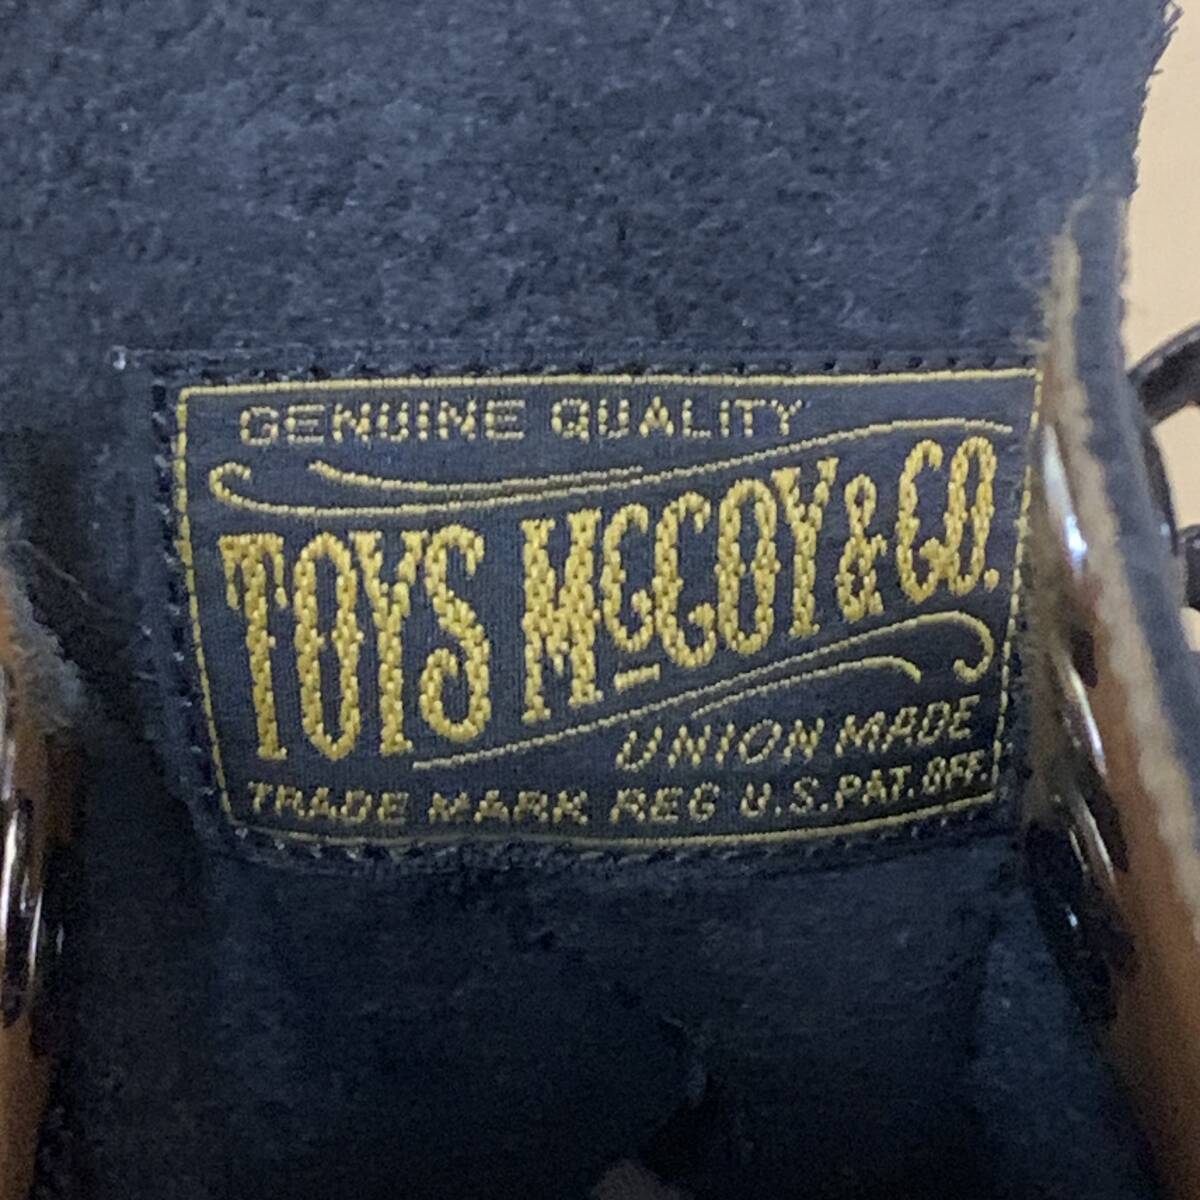 GENUINE QUALITY
TOYS McCOY & CO.
UNION MADE
TRADE MARK REG U.S.PAT.OFF.